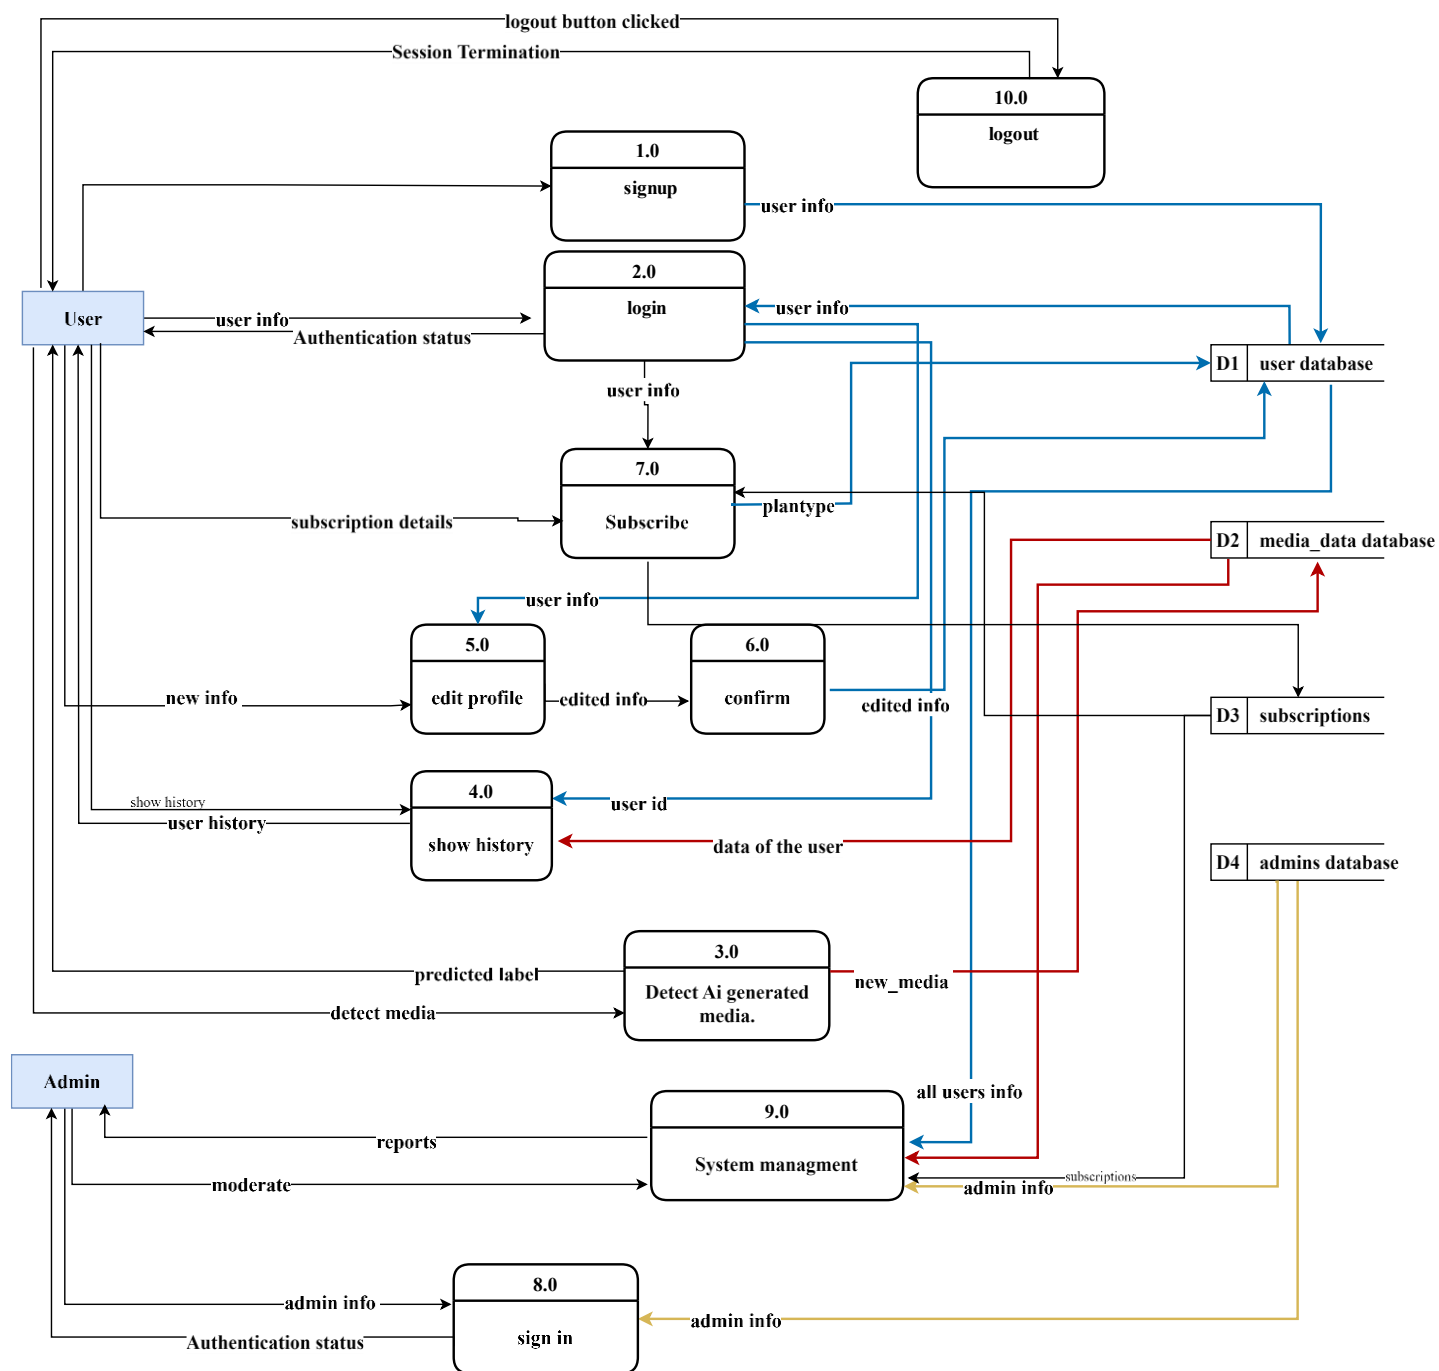 logout button clicked
Session Termination
10.0
logout
1.0
signup
user info
2.0
login
User
user info
Authentication status
user info
D1
user database
user info
7.0
Subscribe
plantype
subscription details
D2
media_data database
user info
5.0
edit profile
6.0
confirm
new info
edited info
edited info
D3
subscriptions
4.0
show history
show history
user history
user id
data of the user
D4
admins database
3.0
Detect Ai generated
media.
predicted label
new_media
detect media
Admin
all users info
9.0
System managment
reports
moderate
subscriptions
admin info
8.0
sign in
admin info
admin info
Authentication status